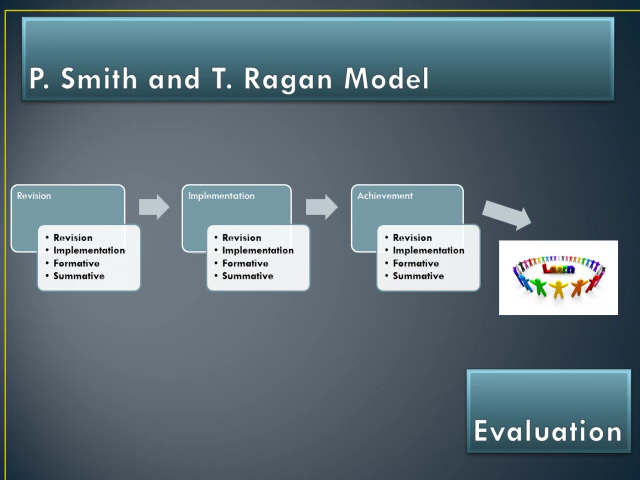 P. Smith and T. Ragan Model
Revision
• Revision
• Implementation
• Formative
• Summative
Implementation
• Revision
• Implementation
• Formative
• Summative
Achievement
• Revision
• Implementation
• Formative
• Summative
Learn
Evaluation